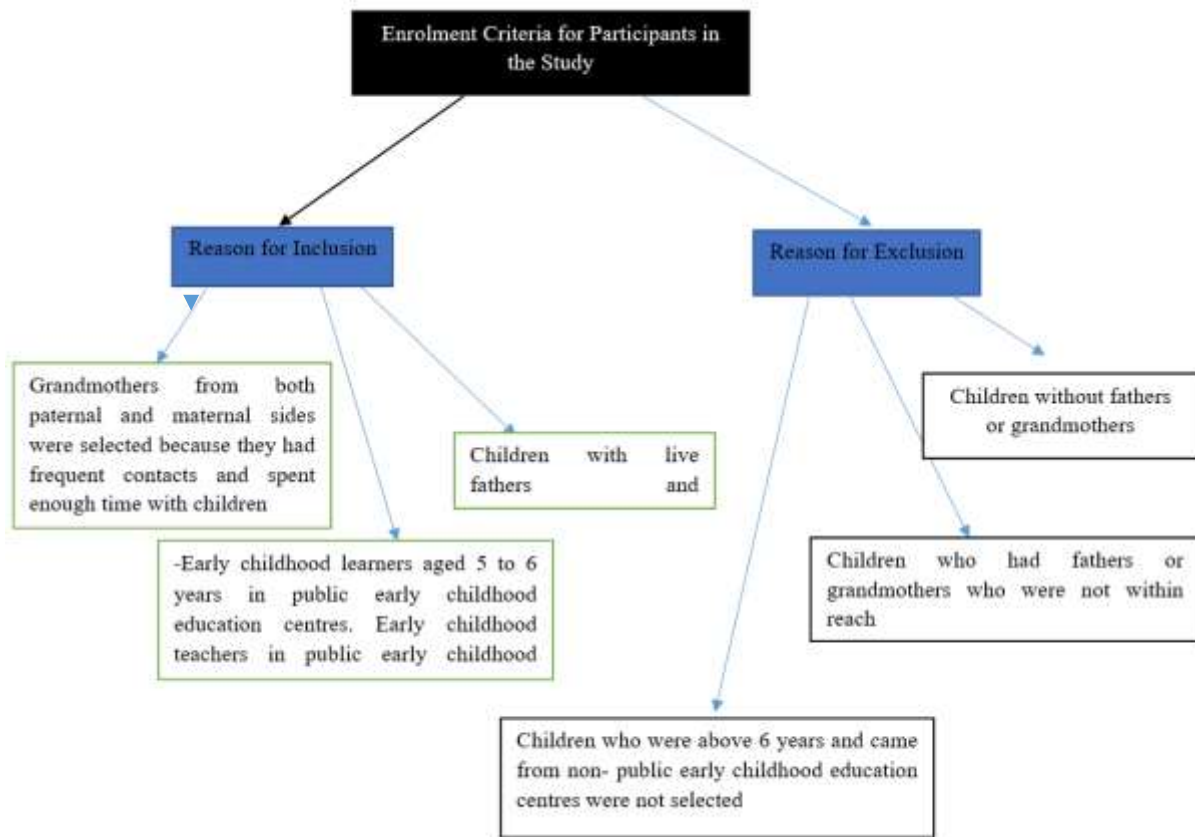 Enrolment Criteria for Participants in
the Study
Reason for Inclusion
Reason for Exclusion
Grandmothers from both
paternal and maternal sides
were selected because they had
frequent contacts and spent
enough time with children
Children with live
fathers and
-Early childhood learners aged 5 to 6
years in public early childhood
education centres. Early childhood
teachers in public early childhood
Children without fathers
or grandmothers
Children who had fathers or
grandmothers who were not within
reach
Children who were above 6 years and came
from non- public early childhood education
centres were not selected